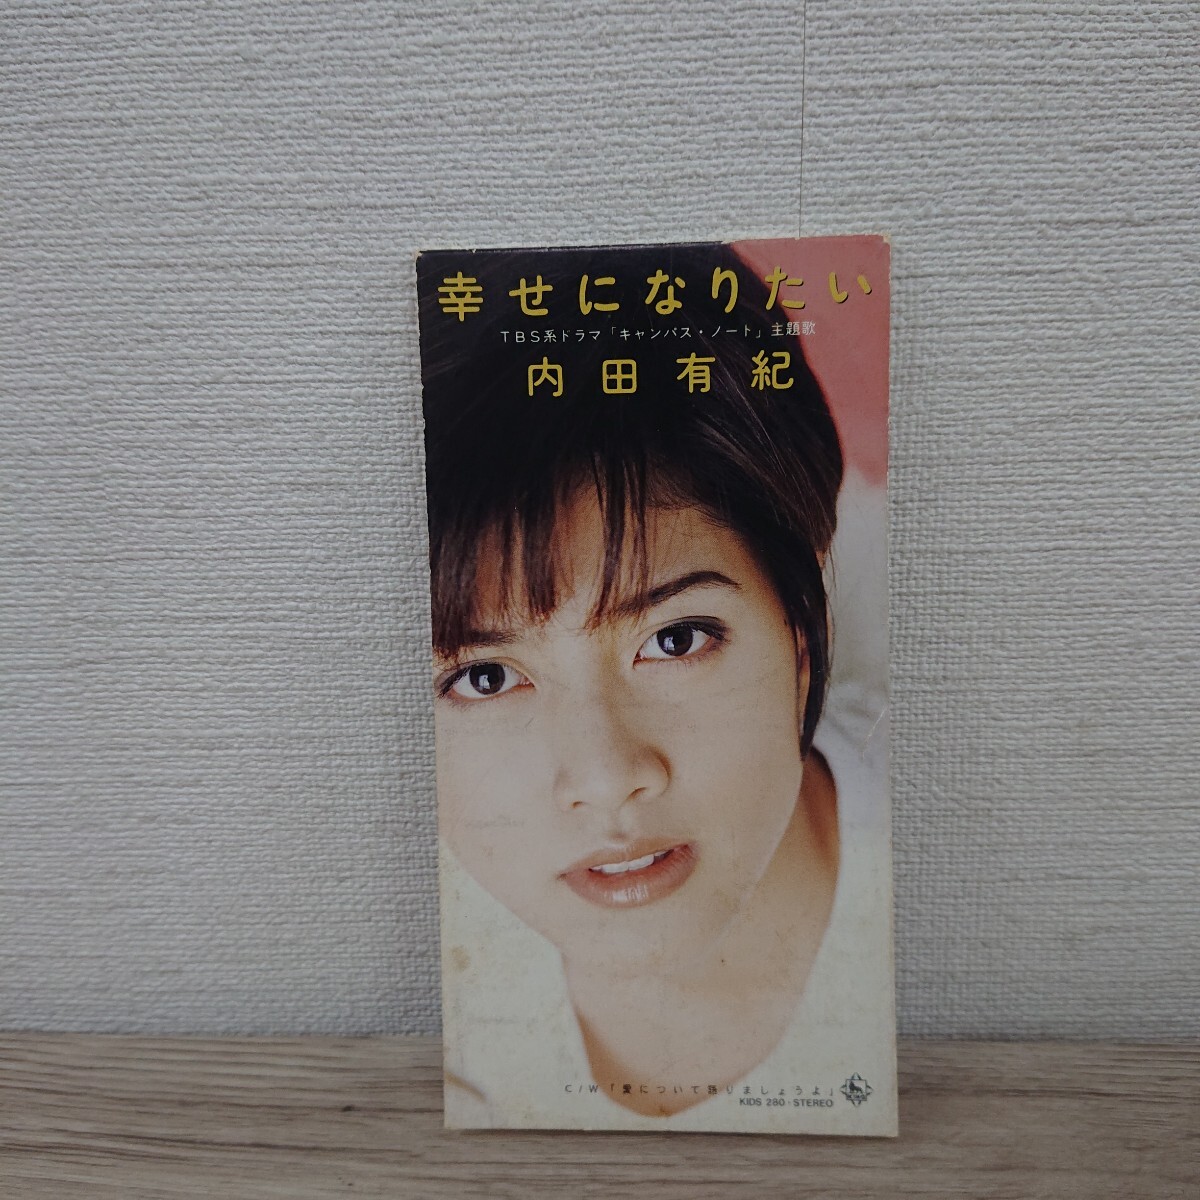 幸せになりたい
TBS系ドラマ「キャンパス・ノート」主題歌
内田有紀
C/W「愛について語りましょうよ」
KIDS 280・STEREO